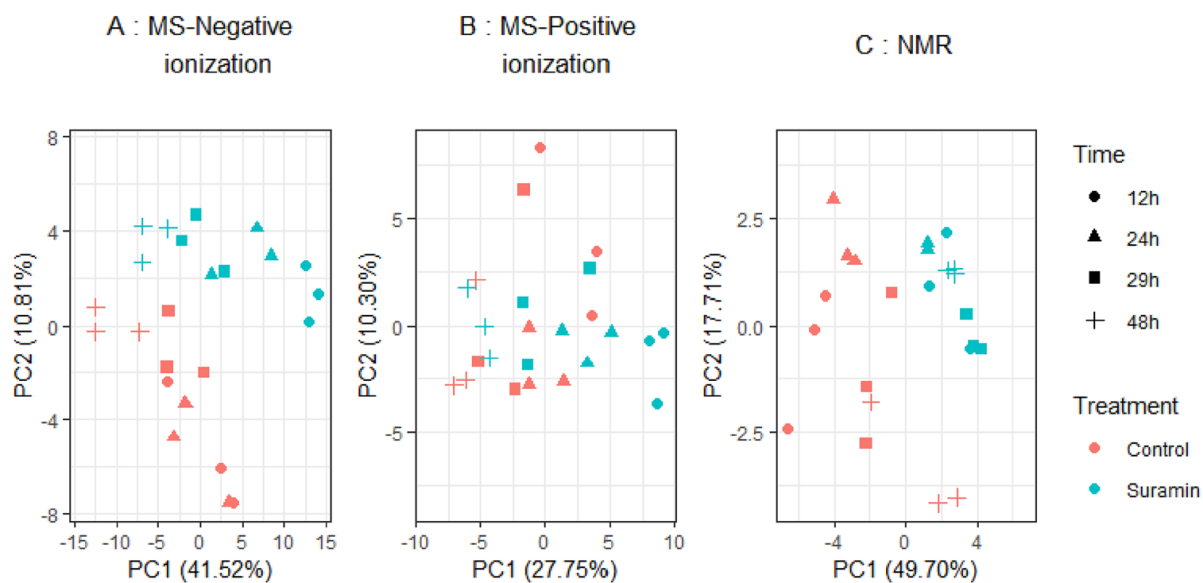 A : MS-Negative
ionization
B : MS-Positive
ionization
C : NMR
8
4
0
-4
-8
PC2 (10.81%)
-15 -10 -5 0 5 10 15
PC1 (41.52%)
5
0
-5
PC2 (10.30%)
-10 -5 0 5 10
PC1 (27.75%)
2.5
0.0
-2.5
PC2 (17.71%)
-4 0 4
PC1 (49.70%)
Time
12h
24h
29h
48h
Treatment
Control
Suramin